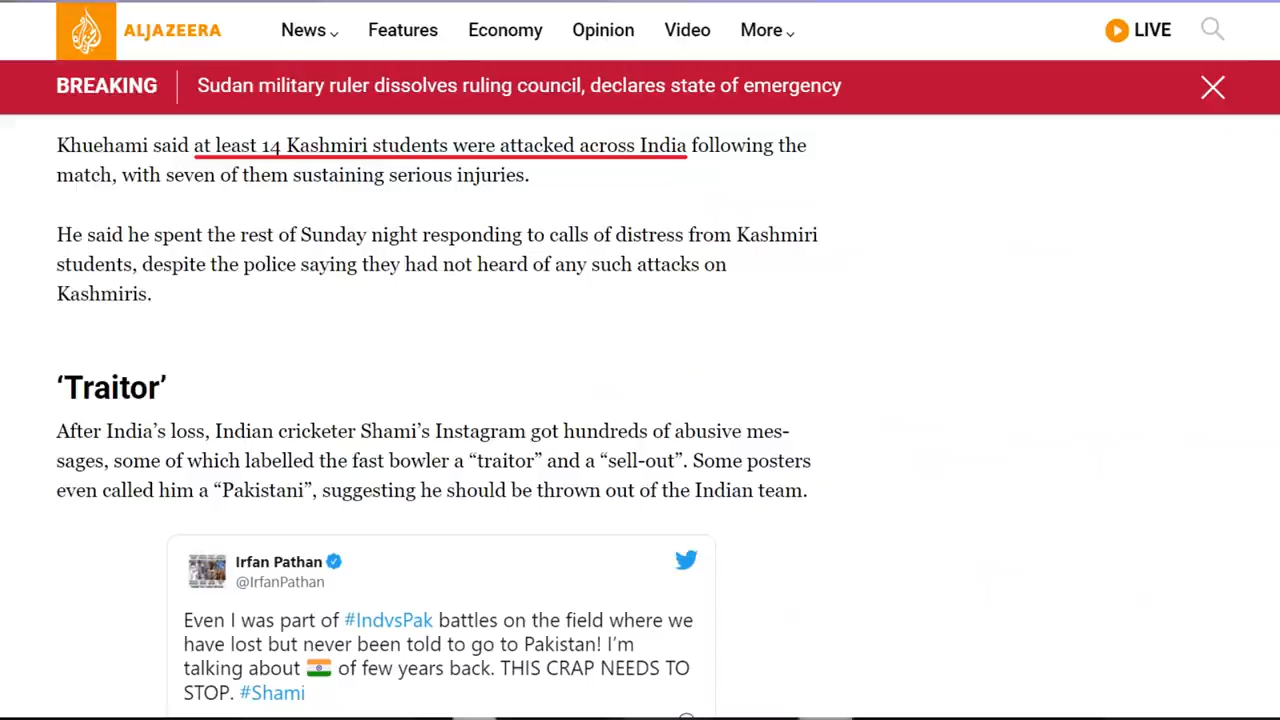 ALJAZEERA News Features Economy Opinion Video More LIVE
BREAKING Sudan military ruler dissolves ruling council, declares state of emergency
Khuehami said at least 14 Kashmiri students were attacked across India following the
match, with seven of them sustaining serious injuries.
He said he spent the rest of Sunday night responding to calls of distress from Kashmiri
students, despite the police saying they had not heard of any such attacks on
Kashmiris.
‘Traitor’
After India’s loss, Indian cricketer Shami’s Instagram got hundreds of abusive mes-
sages, some of which labelled the fast bowler a “traitor” and a “sell-out”. Some posters
even called him a “Pakistani”, suggesting he should be thrown out of the Indian team.
Irfan Pathan
@IrfanPathan
Even I was part of #IndvsPak battles on the field where we
have lost but never been told to go to Pakistan! I’m
talking about 🇮🇳 of few years back. THIS CRAP NEEDS TO
STOP. #Shami